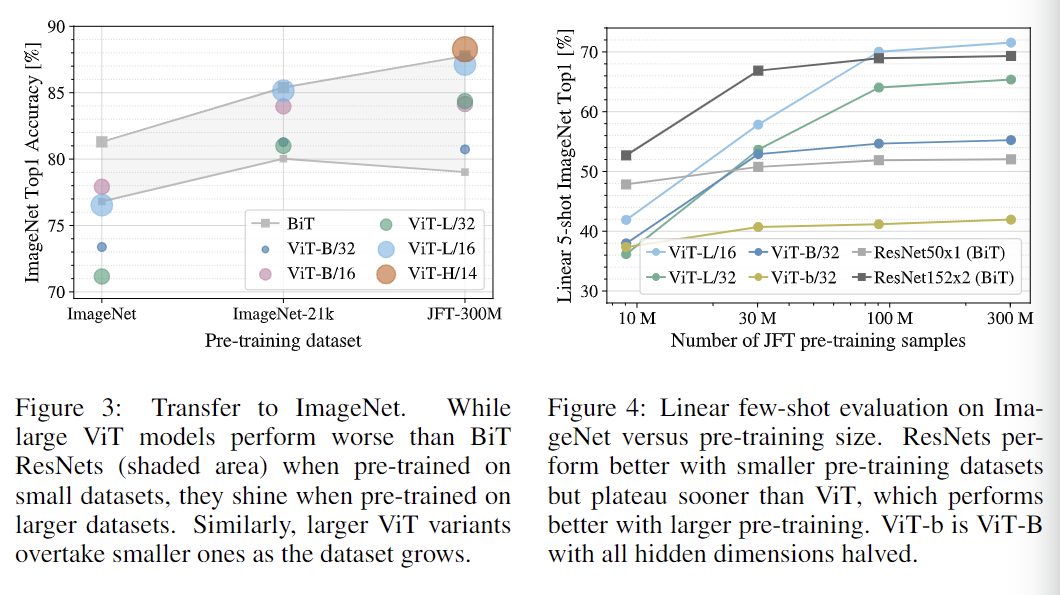 90
85
80
75
70
ImageNet Top1 Accuracy [%]
BiT
ViT-B/32
ViT-B/16
ViT-L/32
ViT-L/16
ViT-H/14
ImageNet
ImageNet-21k
JFT-300M
Pre-training dataset
70
60
50
40
30
Linear 5-shot ImageNet Top1 [%]
ViT-L/16
ViT-L/32
ViT-B/32
ViT-b/32
ResNet50x1 (BiT)
ResNet152x2 (BiT)
10 M
30 M
100 M
300 M
Number of JFT pre-training samples
Figure 3: Transfer to ImageNet. While
large ViT models perform worse than BiT
ResNets (shaded area) when pre-trained on
small datasets, they shine when pre-trained on
larger datasets. Similarly, larger ViT variants
overtake smaller ones as the dataset grows.
Figure 4: Linear few-shot evaluation on Ima-
geNet versus pre-training size. ResNets per-
form better with smaller pre-training datasets
but plateau sooner than ViT, which performs
better with larger pre-training. ViT-b is ViT-B
with all hidden dimensions halved.